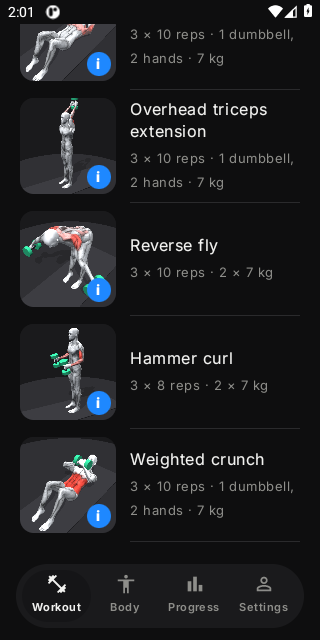 2:01
3 × 10 reps · 1 dumbbell,
2 hands · 7 kg
i
Overhead triceps
extension
3 × 10 reps · 1 dumbbell,
2 hands · 7 kg
i
Reverse fly
3 × 10 reps · 2 × 7 kg
i
Hammer curl
3 × 8 reps · 2 × 7 kg
i
Weighted crunch
3 × 10 reps · 1 dumbbell,
2 hands · 7 kg
i
Workout Body Progress Settings